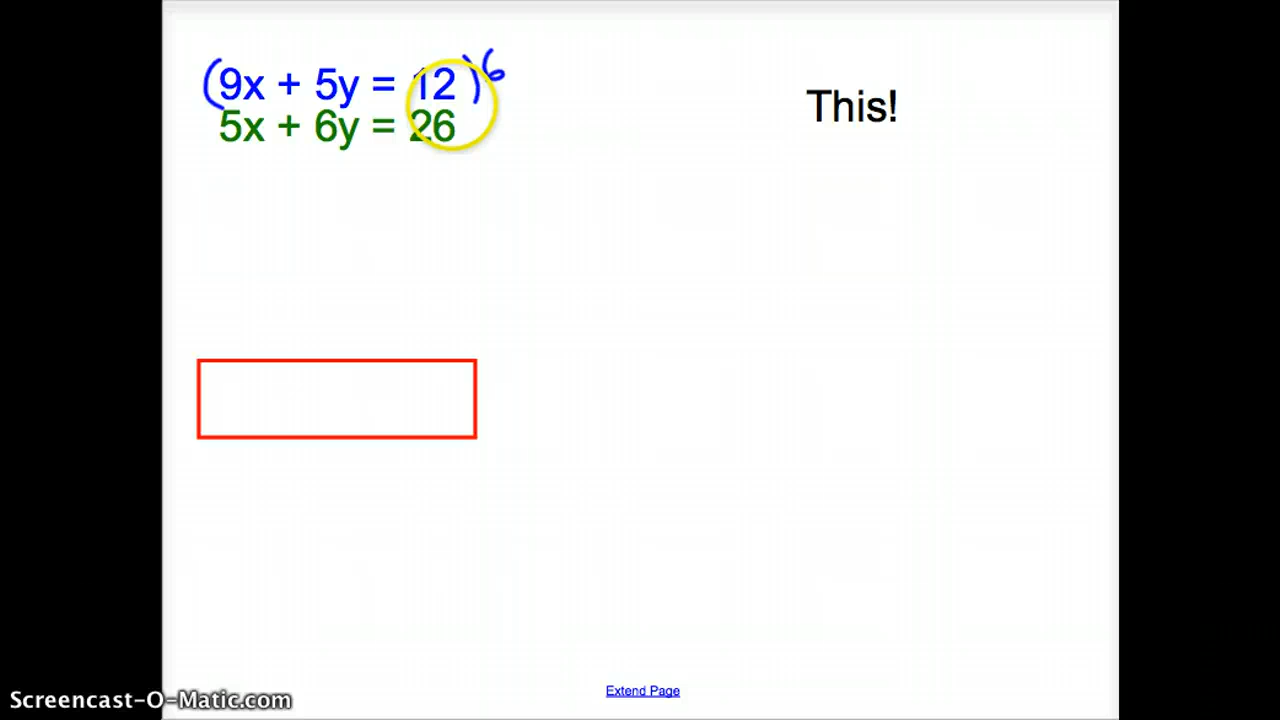 (9x + 5y = 12)6
5x + 6y = 26
This!
Extend Page
Screencast-O-Matic.com